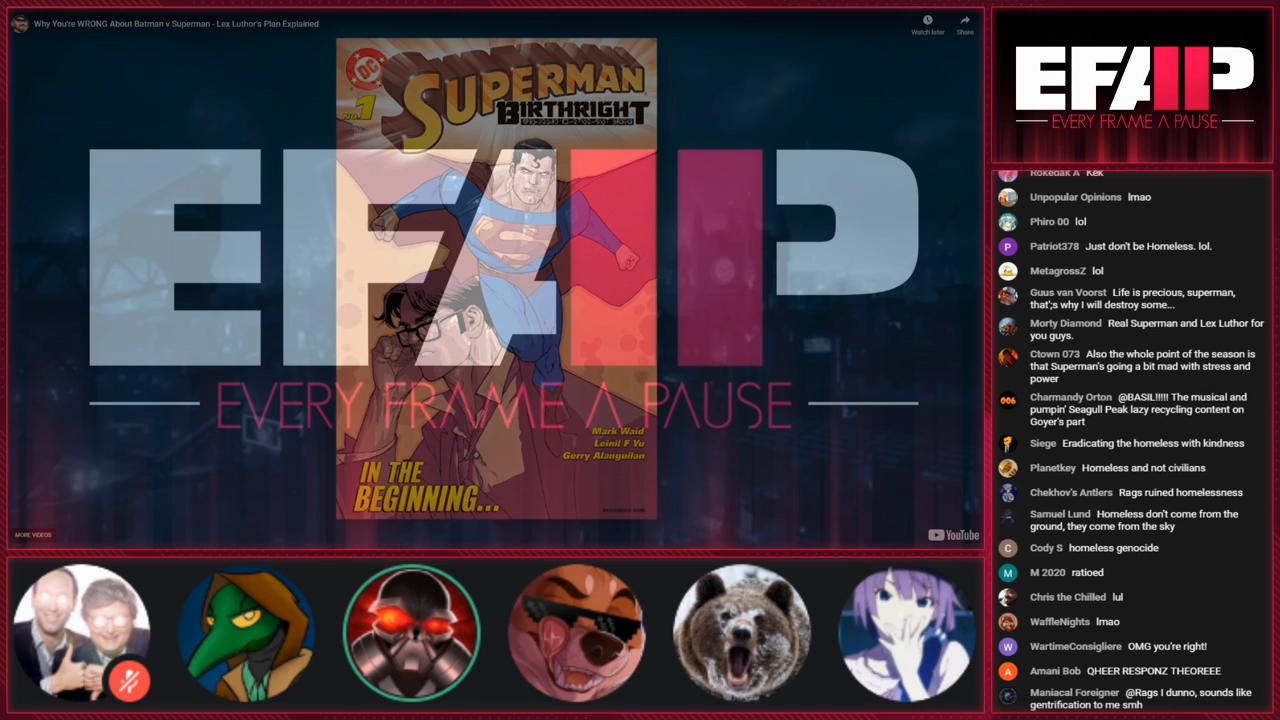 Why You're WRONG About Batman v Superman - Lex Luthor's Plan Explained
Watch later
Share
DC
No.1
SUPERMAN
BIRTHRIGHT
EFAP
EVERY FRAME A PAUSE
Mark Waid
Leinil F Yu
Gerry Alanguilan
IN THE
BEGINNING...
MORE VIDEOS
YouTube
EFAP
EVERY FRAME A PAUSE
Rokedak A Kek
Unpopular Opinions lmao
Phiro 00 lol
P
Patriot378 Just don't be Homeless. lol.
MetagrossZ lol
Guus van Voorst Life is precious, superman,
that';s why I will destroy some...
Morty Diamond Real Superman and Lex Luthor for
you guys.
Ctown 073 Also the whole point of the season is
that Superman's going a bit mad with stress and
power
006
Charmandy Orton @BASIL!!!!! The musical and
pumpin' Seagull Peak lazy recycling content on
Goyer's part
Siege Eradicating the homeless with kindness
Planetkey Homeless and not civilians
Chekhov's Antlers Rags ruined homelessness
Samuel Lund Homeless don't come from the
ground, they come from the sky
C
Cody S homeless genocide
M
M 2020 ratioed
Chris the Chilled lul
WaffleNights lmao
W
WartimeConsigliere OMG you're right!
A
Amani Bob QHEER RESPONZ THEOREEE
Maniacal Foreigner @Rags I dunno, sounds like
gentrification to me smh